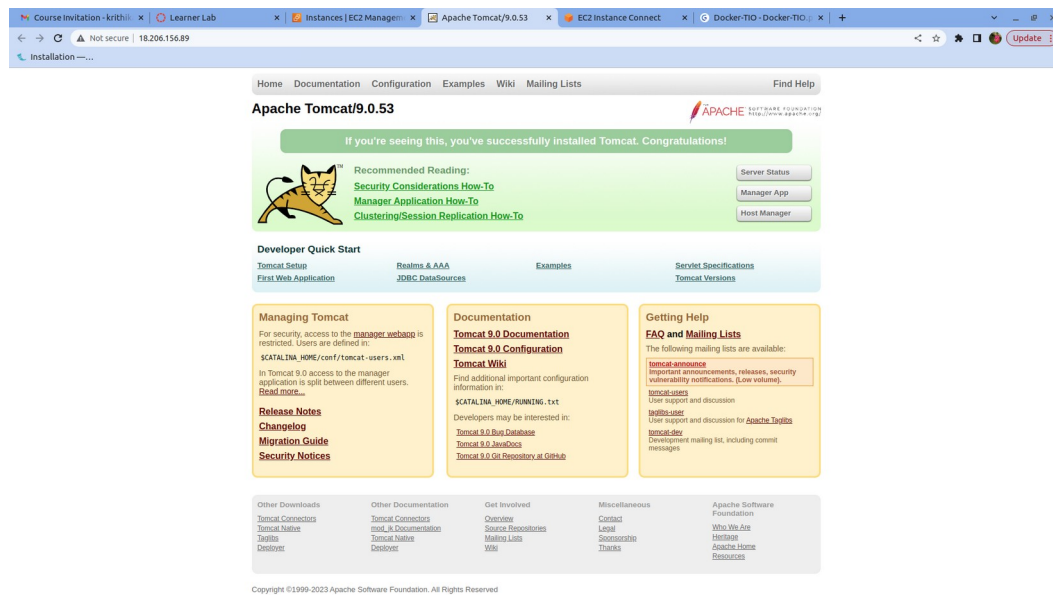 Course Invitation - krithik
Learner Lab
Instances | EC2 Managem
Apache Tomcat/9.0.53
EC2 Instance Connect
Docker-TIO - Docker-TIO.p
Not secure | 18.206.156.89
Update
Installation —...
Home Documentation Configuration Examples Wiki Mailing Lists Find Help
Apache Tomcat/9.0.53
THE APACHE SOFTWARE FOUNDATION
http://www.apache.org/
If you're seeing this, you've successfully installed Tomcat. Congratulations!
TM
Recommended Reading:
Security Considerations How-To
Manager Application How-To
Clustering/Session Replication How-To
Server Status
Manager App
Host Manager
Developer Quick Start
Tomcat Setup
First Web Application
Realms & AAA
JDBC DataSources
Examples
Servlet Specifications
Tomcat Versions
Managing Tomcat
For security, access to the manager webapp is
restricted. Users are defined in:
$CATALINA_HOME/conf/tomcat-users.xml
In Tomcat 9.0 access to the manager
application is split between different users.
Read more...
Release Notes
Changelog
Migration Guide
Security Notices
Documentation
Tomcat 9.0 Documentation
Tomcat 9.0 Configuration
Tomcat Wiki
Find additional important configuration
information in:
$CATALINA_HOME/RUNNING.txt
Developers may be interested in:
Tomcat 9.0 Bug Database
Tomcat 9.0 JavaDocs
Tomcat 9.0 Git Repository at GitHub
Getting Help
FAQ and Mailing Lists
The following mailing lists are available:
tomcat-announce
Important announcements, releases, security
vulnerability notifications. (Low volume).
tomcat-users
User support and discussion
taglibs-user
User support and discussion for Apache Taglibs
tomcat-dev
Development mailing list, including commit
messages
Other Downloads
Tomcat Connectors
Tomcat Native
Taglibs
Deployer
Other Documentation
Tomcat Connectors
mod_jk Documentation
Tomcat Native
Deployer
Get Involved
Overview
Source Repositories
Mailing Lists
Wiki
Miscellaneous
Contact
Legal
Sponsorship
Thanks
Apache Software
Foundation
Who We Are
Heritage
Apache Home
Resources
Copyright ©1999-2023 Apache Software Foundation. All Rights Reserved